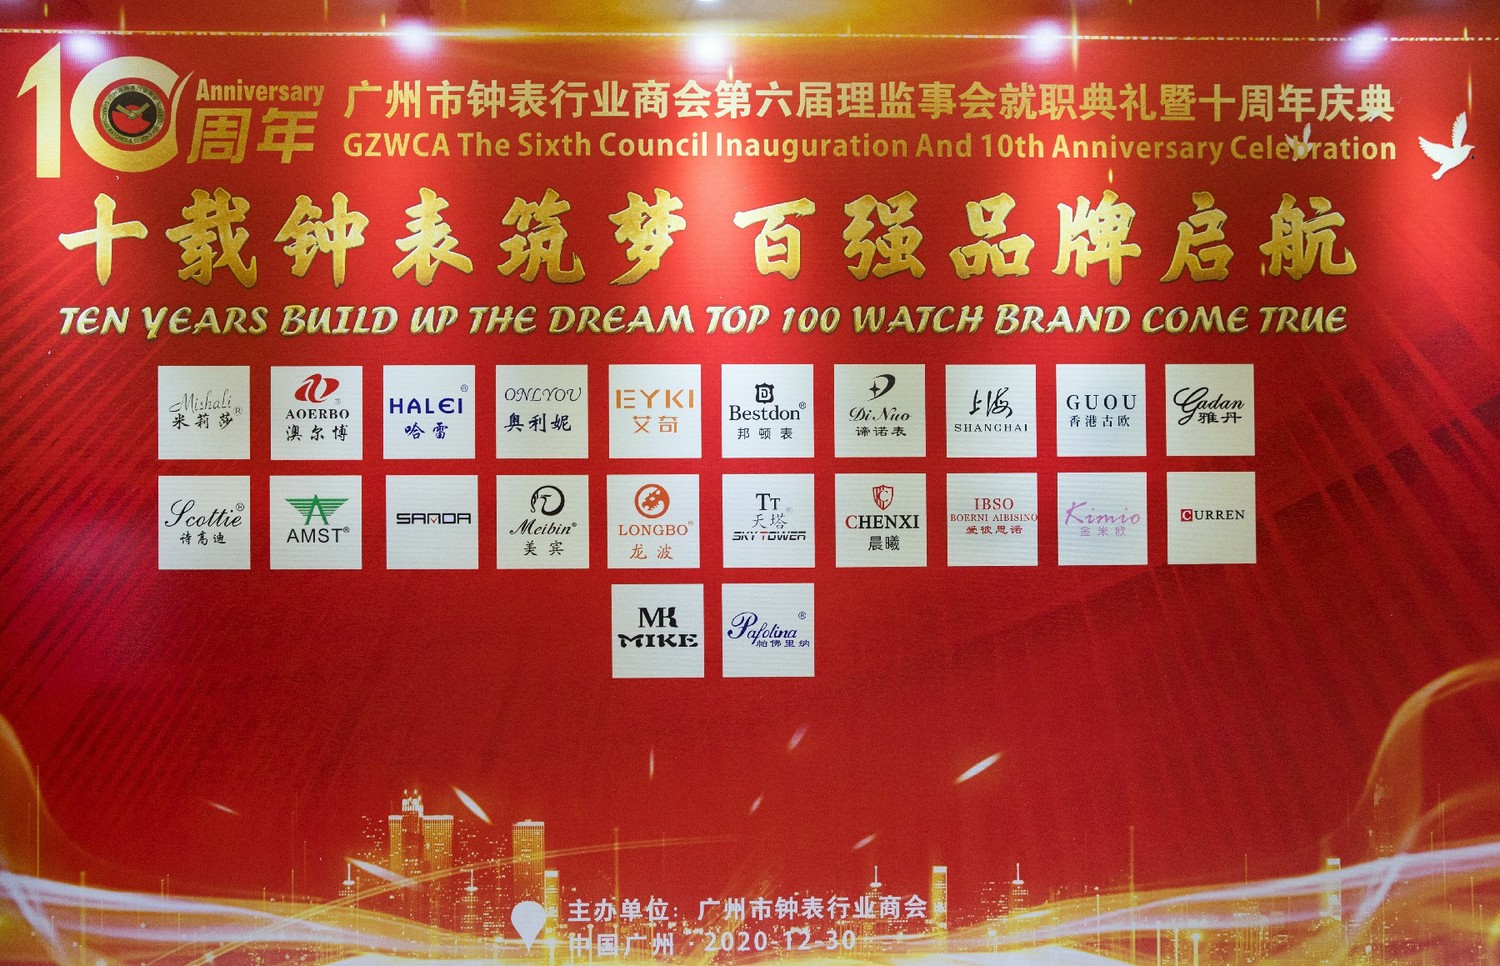 10 Anniversary
周年
广州市钟表行业商会第六届理监事会就职典礼暨十周年庆典
GZWCA The Sixth Council Inauguration And 10th Anniversary Celebration
十载钟表筑梦 百强品牌启航
TEN YEARS BUILD UP THE DREAM TOP 100 WATCH BRAND COME TRUE
Mishali®
米莉莎
AOERBO®
澳尔博
HALEI®
哈雷
ONLYOU
奥利妮
EYKI
艾奇
Bestdon®
邦顿表
Di Nuo
谛诺表
上海
SHANGHAI
GUOU
香港古欧
Gadan
雅丹
Scottie®
诗高迪
AMST®
SAMDA
Meibin®
美宾
LONGBO®
龙波
TT
天塔®
SKYTOWER
CHENXI
晨曦
IBSO
BOERNI AIBISINO
爱彼思诺
Kimio
金米欧
CURREN
MK
MIKE
Pafolina®
帕佛里纳
主办单位：广州市钟表行业商会
中国广州·2020-12-30